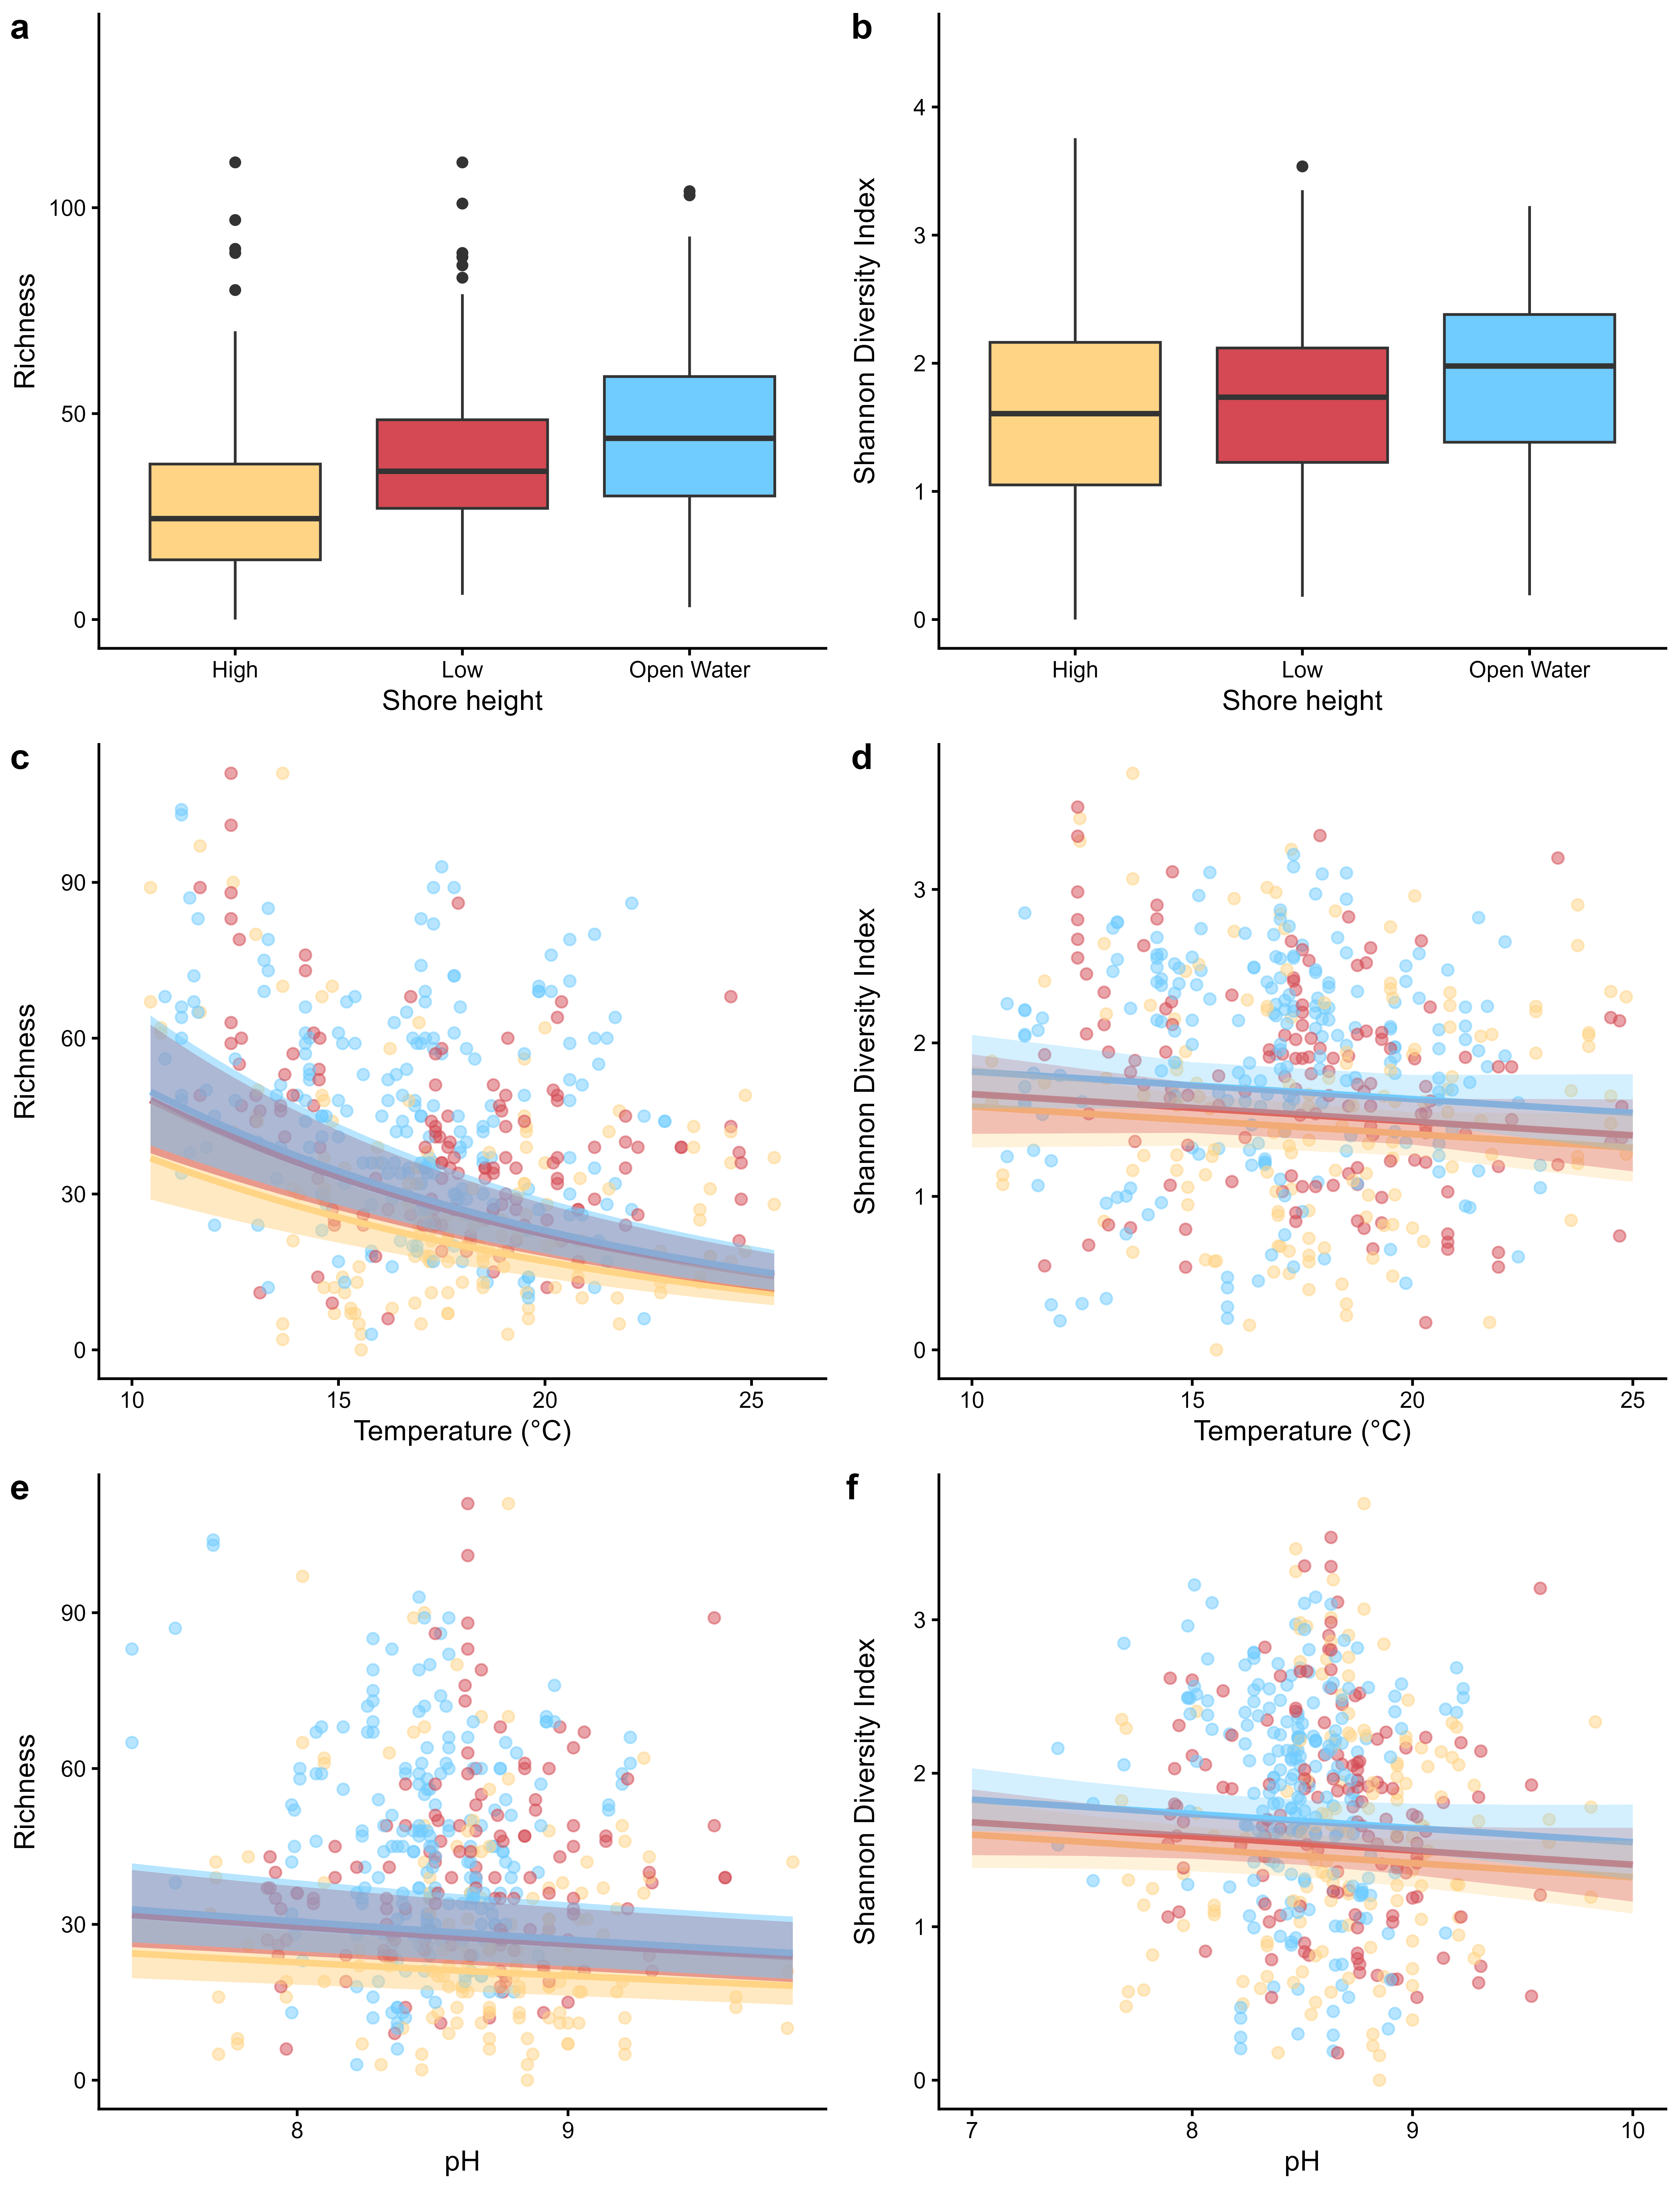 a
Richness
100
50
0
High Low Open Water
Shore height
b
Shannon Diversity Index
4
3
2
1
0
High Low Open Water
Shore height
c
Richness
90
60
30
0
10 15 20 25
Temperature (°C)
d
Shannon Diversity Index
3
2
1
0
10 15 20 25
Temperature (°C)
e
Richness
90
60
30
0
8 9
pH
f
Shannon Diversity Index
3
2
1
0
7 8 9 10
pH